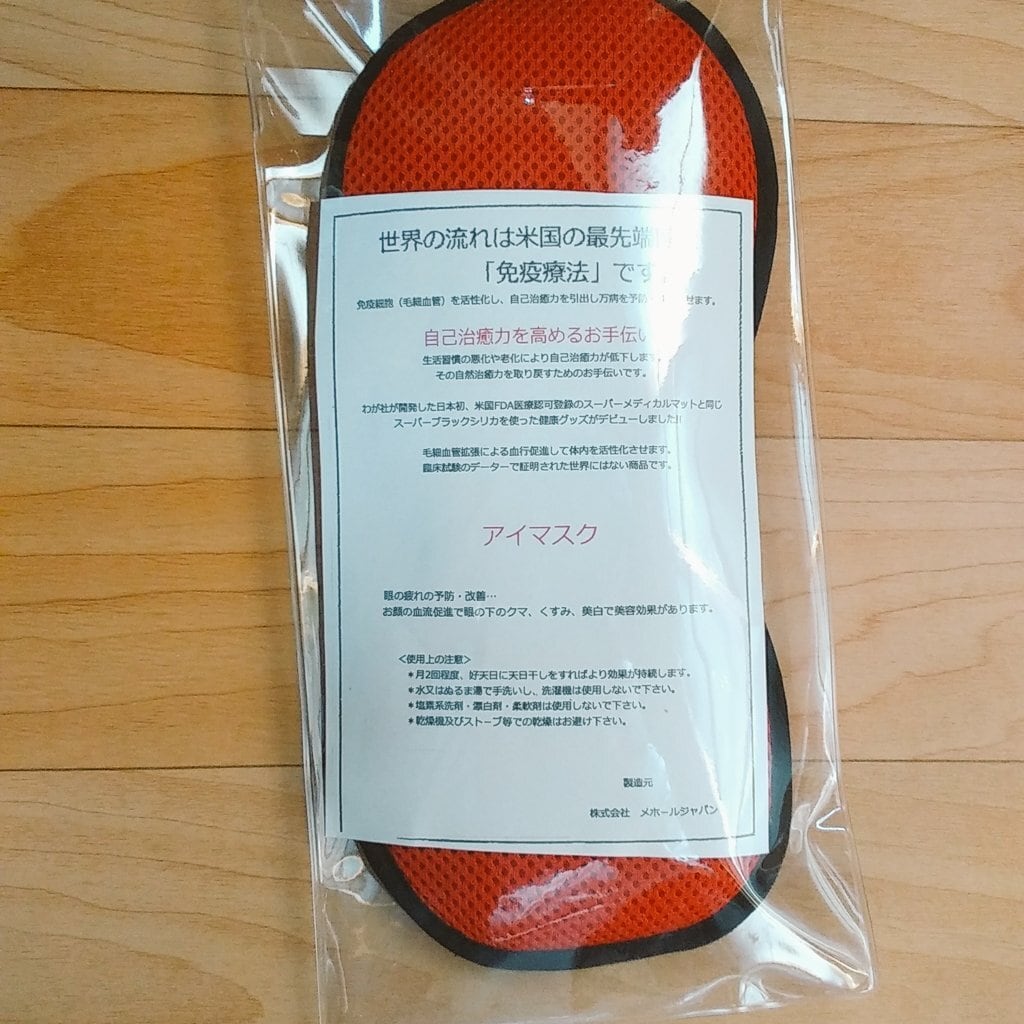 世界の流れは米国の最先端
「免疫療法」です
免疫細胞（毛細血管）を活性化し、自己治癒力を引出し万病を予防・ させます。
自己治癒力を高めるお手伝い
生活習慣の悪化や老化により自己治癒力が低下します
その自然治癒力を取り戻すためのお手伝いです。
わが社が開発した日本初、米国FDA医療認可登録のスーパーメディカルマットと同じ
スーパーブラックシリカを使った健康グッズがデビューしました!!
毛細血管拡張による血行促進して体内を活性化させます、
臨床試験のデーターで証明された世界にはない商品です。
アイマスク
眼の疲れの予防・改善…
お顔の血流促進で眼の下のクマ、くすみ、美白で美容効果があります。
＜使用上の注意＞
＊月2回程度、好天日に天日干しをすればより効果が持続します。
＊水又はぬるま湯で手洗いし、洗濯機は使用しないで下さい。
＊塩素系洗剤・漂白剤・柔軟剤は使用しないで下さい。
＊乾燥機及びストーブ等での乾燥はお避け下さい。
製造元
株式会社 メホールジャパン